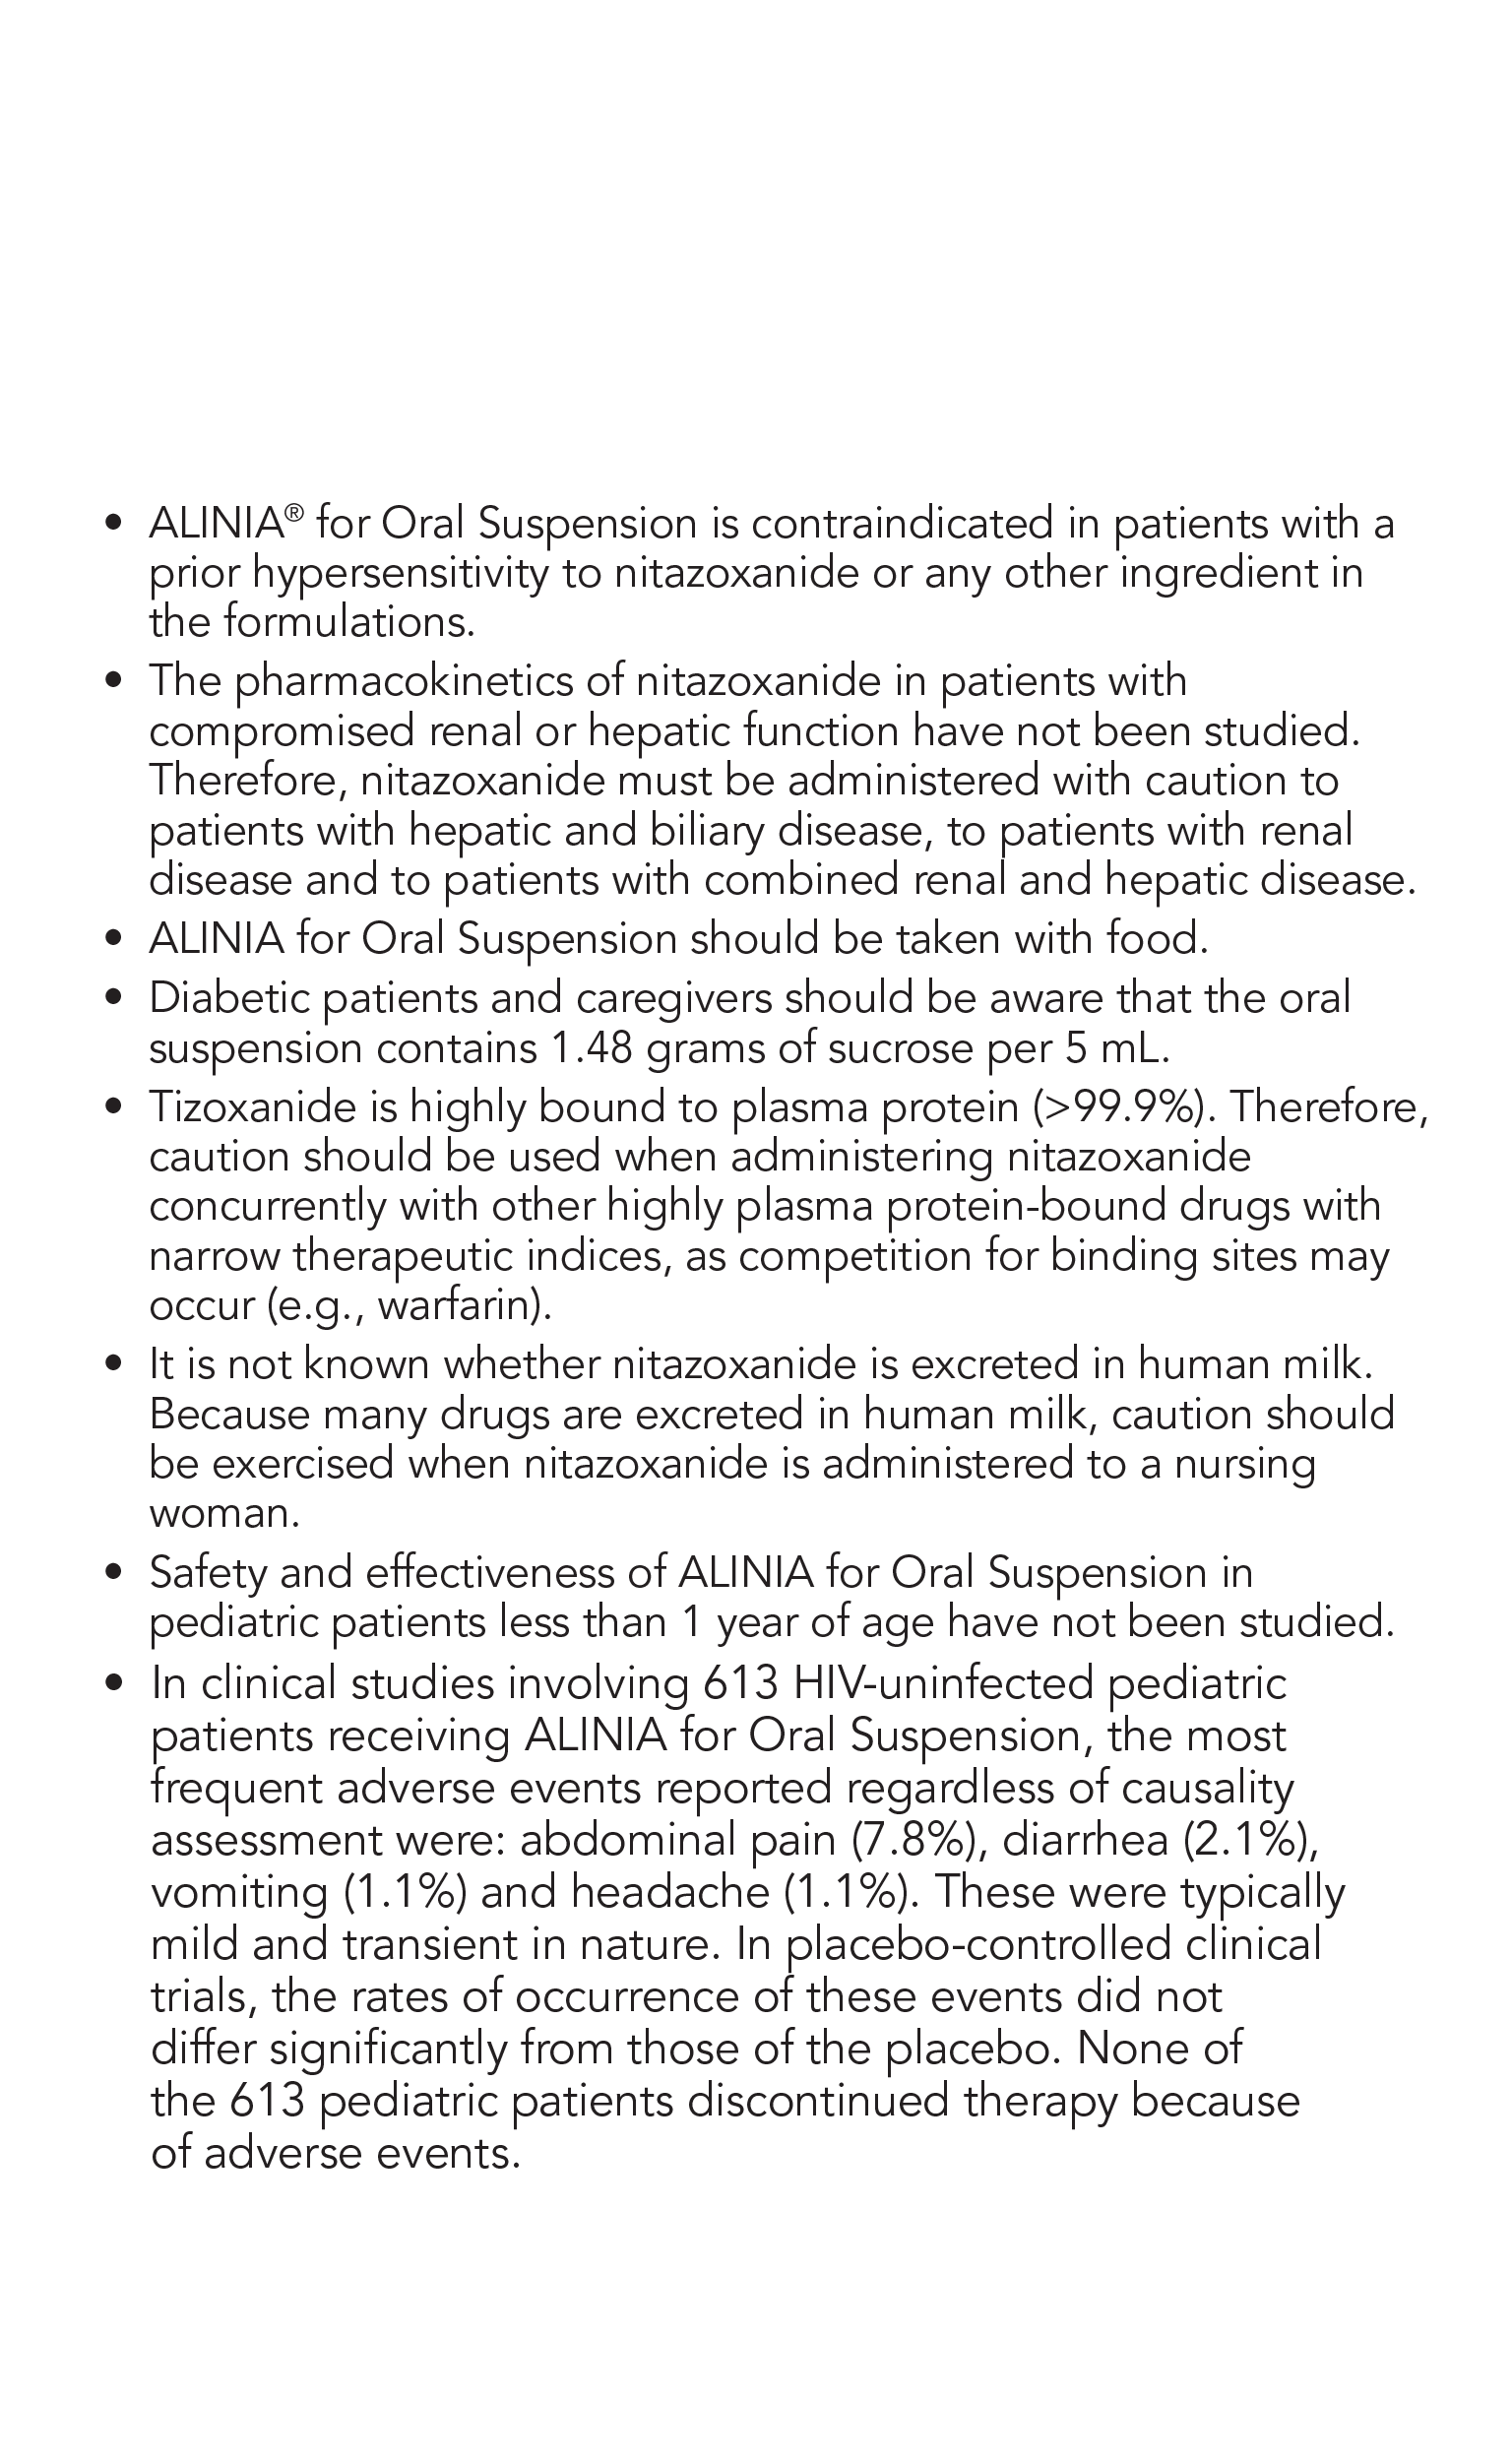 • ALINIA® for Oral Suspension is contraindicated in patients with a
prior hypersensitivity to nitazoxanide or any other ingredient in
the formulations.
• The pharmacokinetics of nitazoxanide in patients with
compromised renal or hepatic function have not been studied.
Therefore, nitazoxanide must be administered with caution to
patients with hepatic and biliary disease, to patients with renal
disease and to patients with combined renal and hepatic disease.
• ALINIA for Oral Suspension should be taken with food.
• Diabetic patients and caregivers should be aware that the oral
suspension contains 1.48 grams of sucrose per 5 mL.
• Tizoxanide is highly bound to plasma protein (>99.9%). Therefore,
caution should be used when administering nitazoxanide
concurrently with other highly plasma protein-bound drugs with
narrow therapeutic indices, as competition for binding sites may
occur (e.g., warfarin).
• It is not known whether nitazoxanide is excreted in human milk.
Because many drugs are excreted in human milk, caution should
be exercised when nitazoxanide is administered to a nursing
woman.
• Safety and effectiveness of ALINIA for Oral Suspension in
pediatric patients less than 1 year of age have not been studied.
• In clinical studies involving 613 HIV-uninfected pediatric
patients receiving ALINIA for Oral Suspension, the most
frequent adverse events reported regardless of causality
assessment were: abdominal pain (7.8%), diarrhea (2.1%),
vomiting (1.1%) and headache (1.1%). These were typically
mild and transient in nature. In placebo-controlled clinical
trials, the rates of occurrence of these events did not
differ significantly from those of the placebo. None of
the 613 pediatric patients discontinued therapy because
of adverse events.